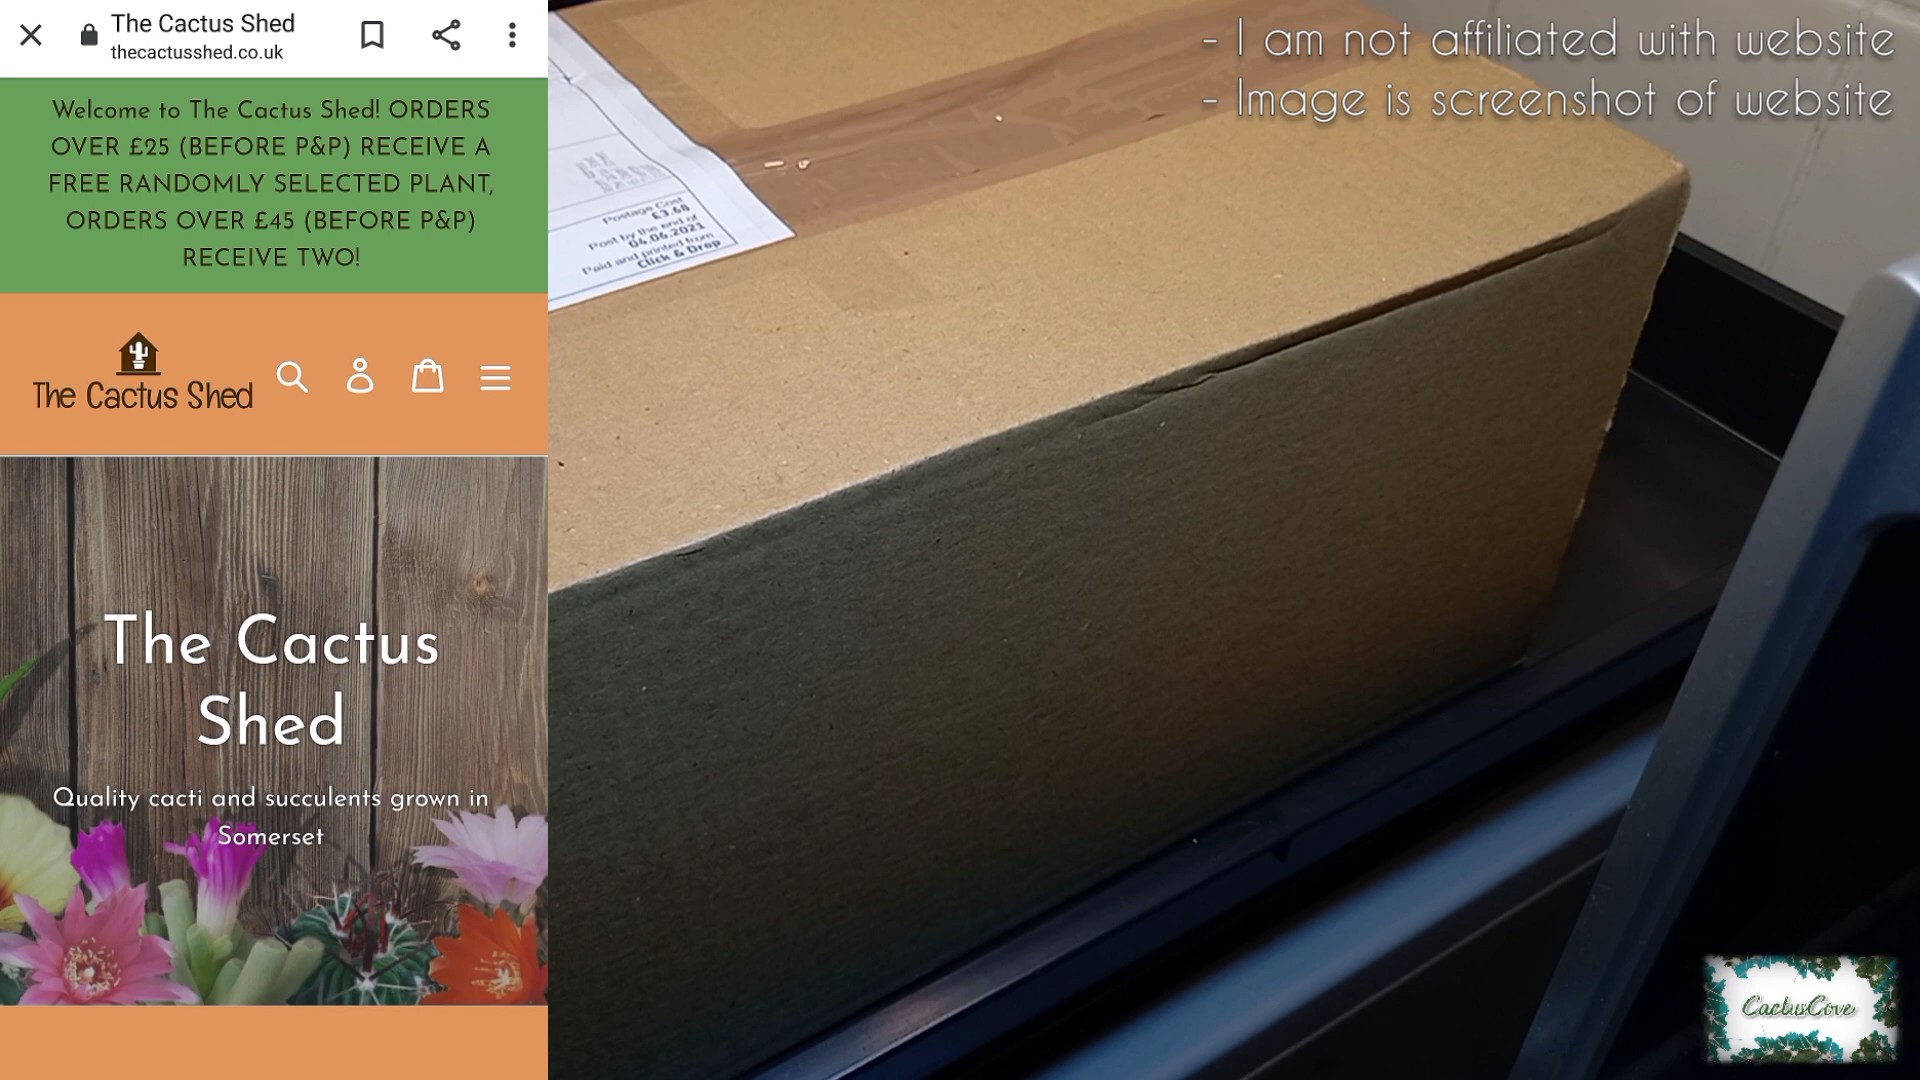 The Cactus Shed
thecactusshed.co.uk
Welcome to The Cactus Shed! ORDERS
OVER £25 (BEFORE P&P) RECEIVE A
FREE RANDOMLY SELECTED PLANT,
ORDERS OVER £45 (BEFORE P&P)
RECEIVE TWO!
The Cactus Shed
The Cactus
Shed
Quality cacti and succulents grown in
Somerset
- I am not affiliated with website
- Image is screenshot of website
Postage Cost
£3.68
Post by the end of
04.06.2021
Paid and printed from
Click & Drop
CactusCove